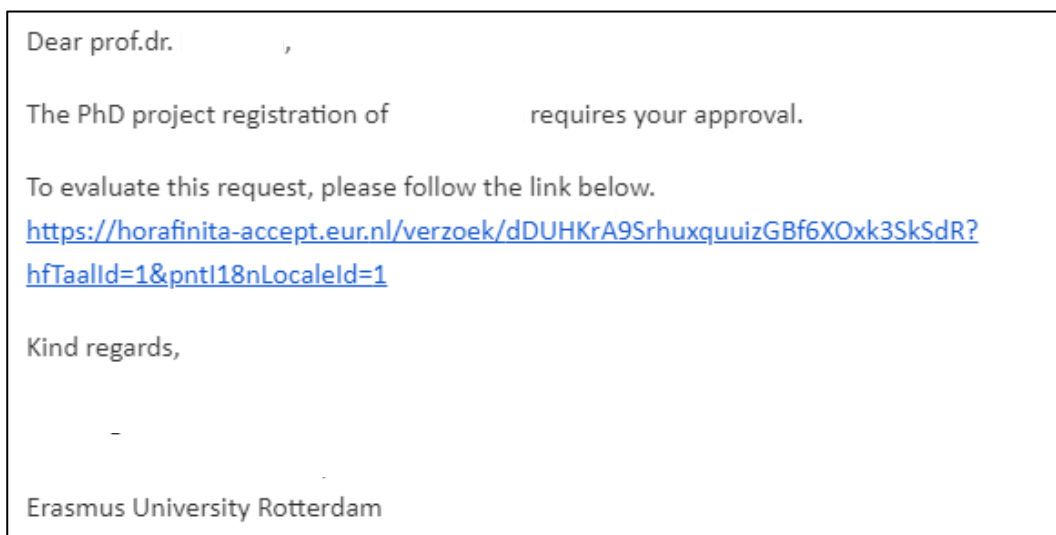 Dear prof.dr. ,
The PhD project registration of requires your approval.
To evaluate this request, please follow the link below.
https://horafinita-accept.eur.nl/verzoek/dDUHKrA9SrhuxquuizGBf6XOxk3SkSdR?
hfTaalId=1&pntI18nLocaleId=1
Kind regards,
Erasmus University Rotterdam